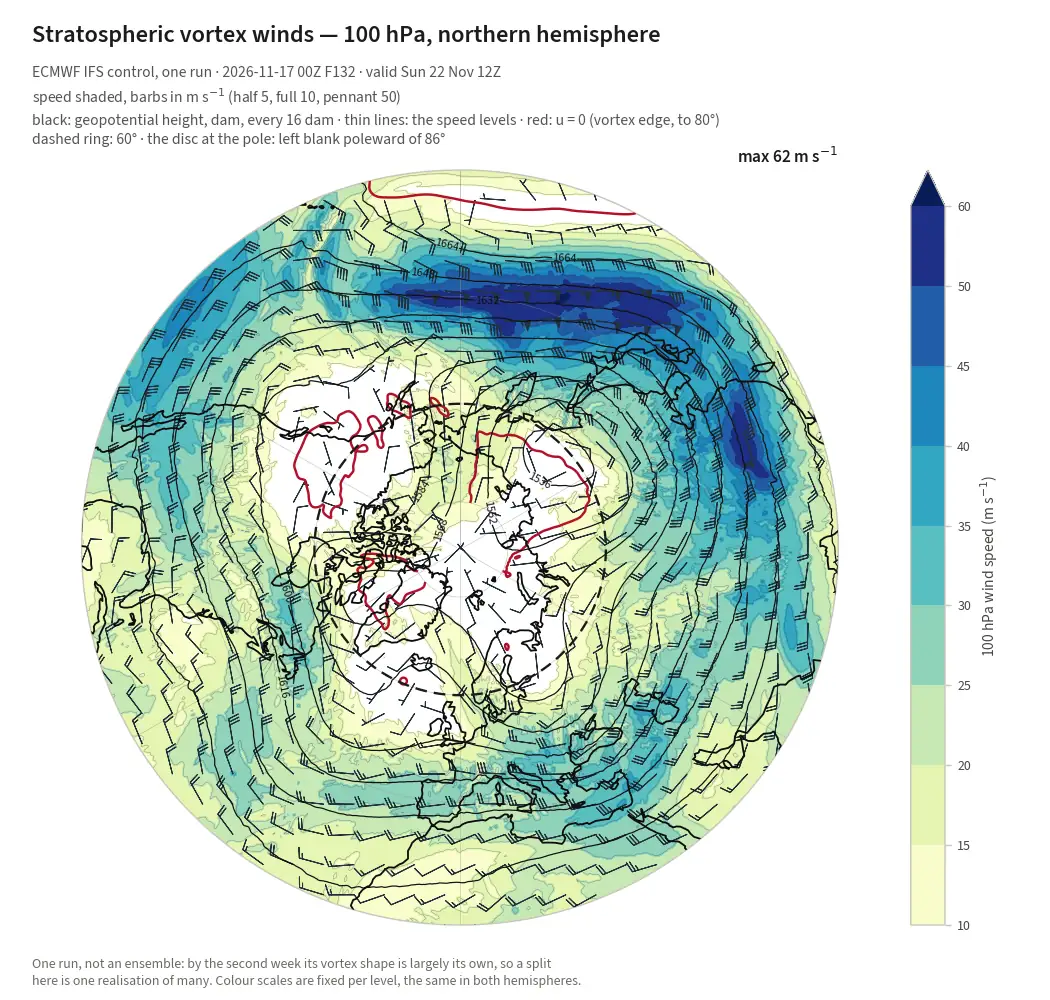 Stratospheric vortex winds — 100 hPa, northern hemisphere
ECMWF IFS control, one run · 2026-11-17 00Z F132 · valid Sun 22 Nov 12Z
speed shaded, barbs in m s⁻¹ (half 5, full 10, pennant 50)
black: geopotential height, dam, every 16 dam · thin lines: the speed levels · red: u = 0 (vortex edge, to 80°)
dashed ring: 60° · the disc at the pole: left blank poleward of 86°
max 62 m s⁻¹
60
50
45
40
35
30
25
20
15
10
100 hPa wind speed (m s⁻¹)
1664
1664
1632
1536
1616
One run, not an ensemble: by the second week its vortex shape is largely its own, so a split
here is one realisation of many. Colour scales are fixed per level, the same in both hemispheres.